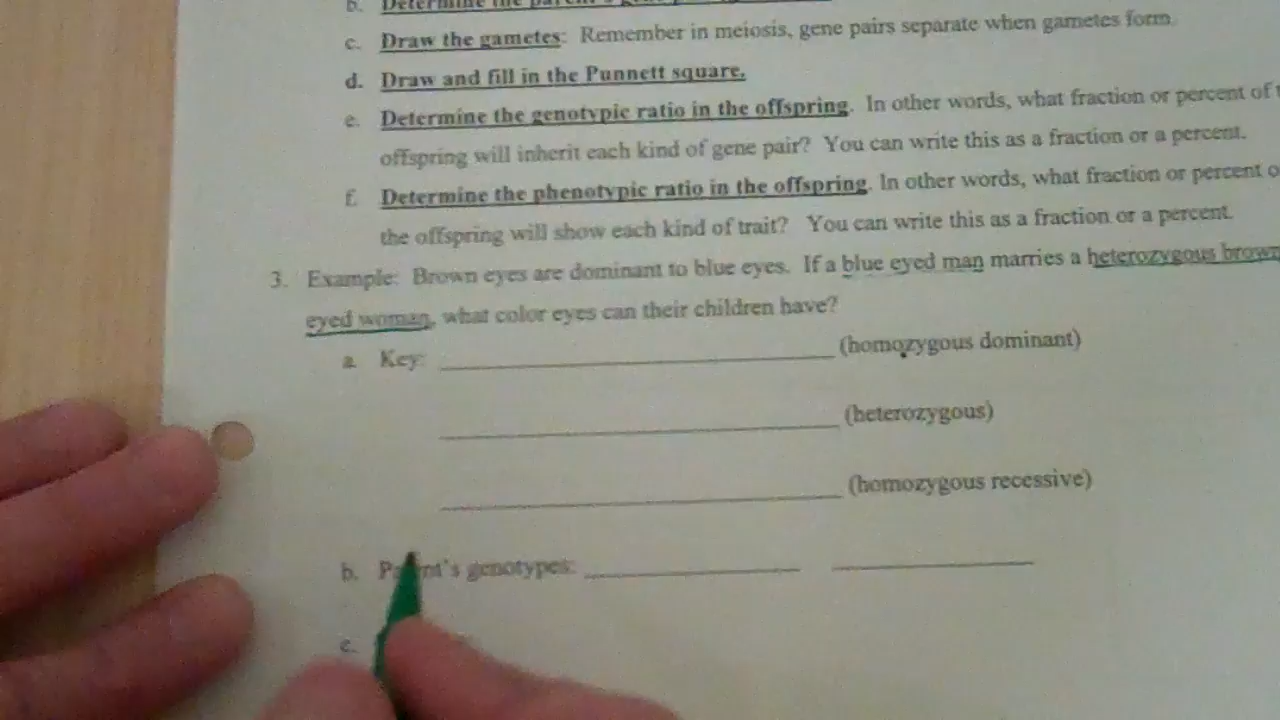 b. Determine the parent's gene
c. Draw the gametes: Remember in meiosis, gene pairs separate when gametes form.
d. Draw and fill in the Punnett square.
e. Determine the genotypic ratio in the offspring. In other words, what fraction or percent of
offspring will inherit each kind of gene pair? You can write this as a fraction or a percent.
f. Determine the phenotypic ratio in the offspring. In other words, what fraction or percent
the offspring will show each kind of trait? You can write this as a fraction or a percent.
3. Example: Brown eyes are dominant to blue eyes. If a blue eyed man marries a heterozygous brown
eyed woman, what color eyes can their children have?
a. Key: (homozygous dominant)
(heterozygous)
(homozygous recessive)
b. genotypes:
c.